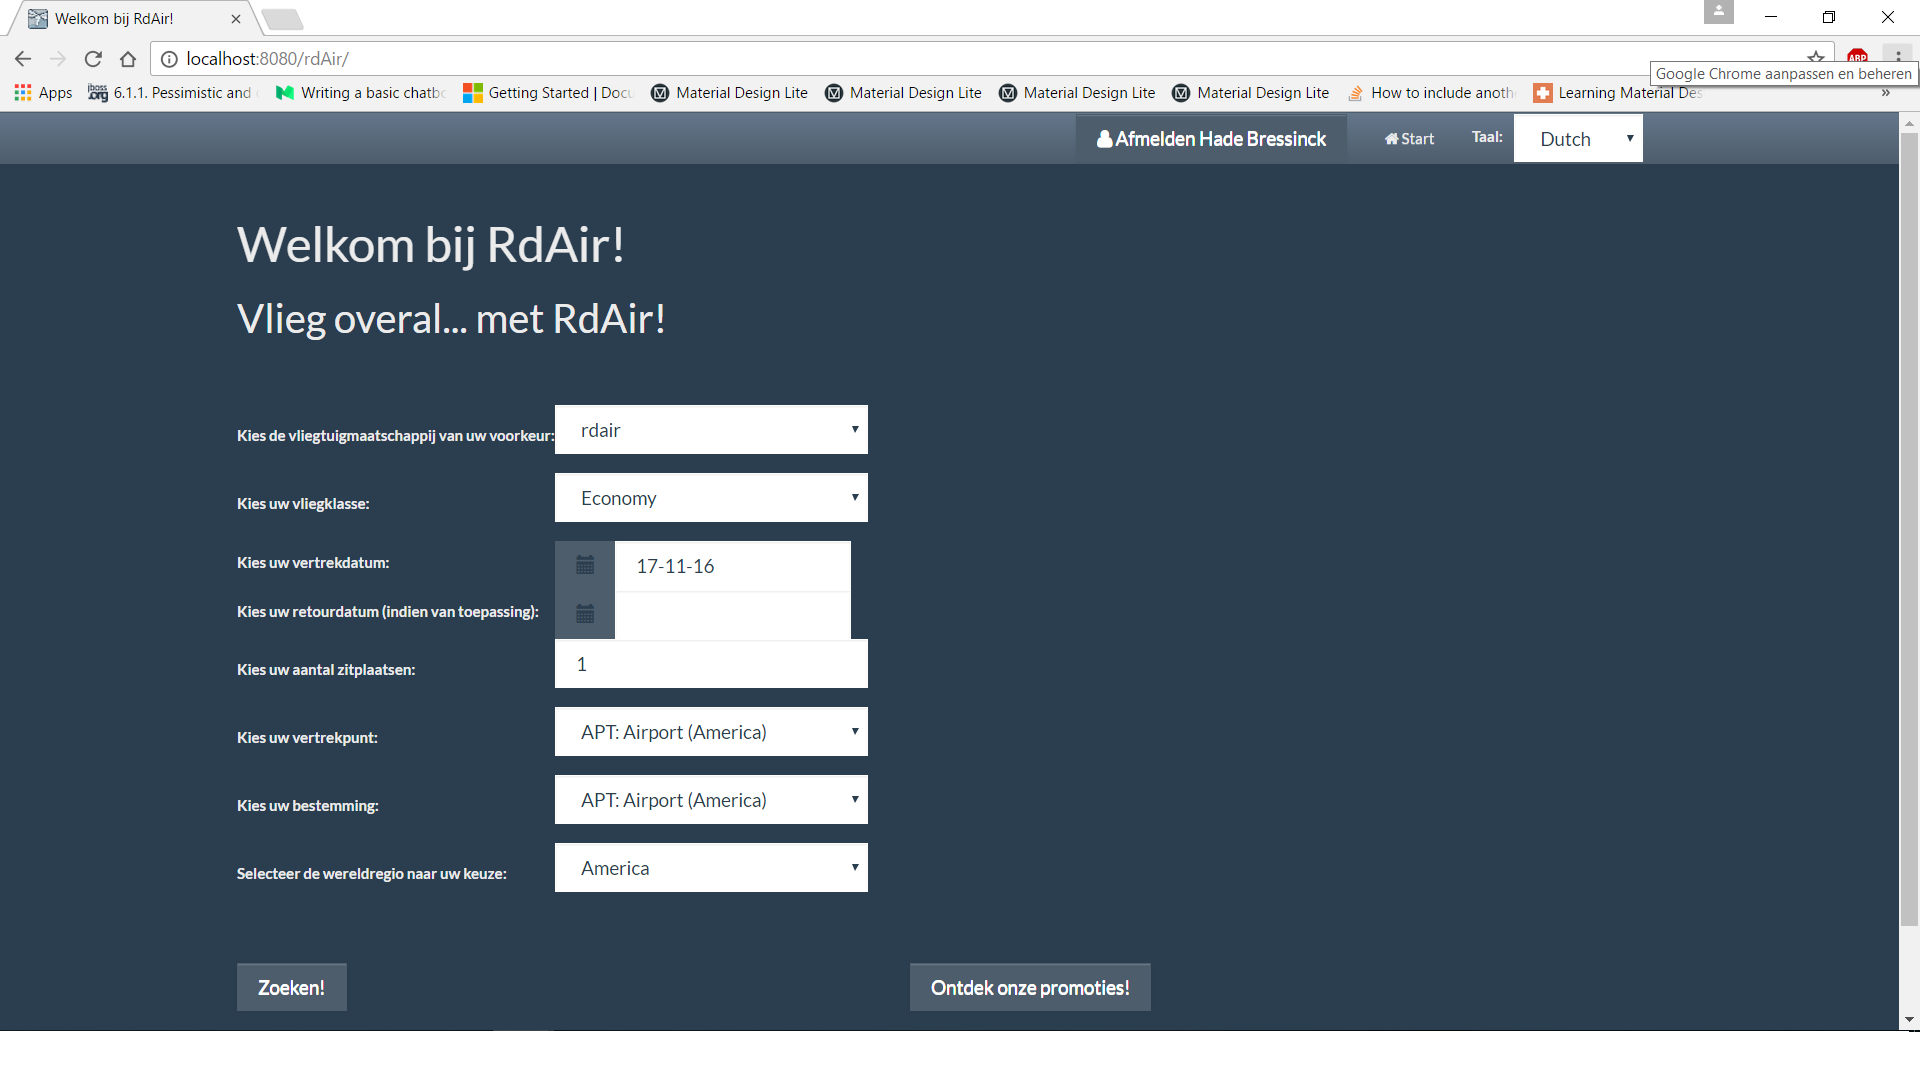 Welkom bij RdAir!
localhost:8080/rdAir/
ABP
Google Chrome aanpassen en beheren
Apps
jboss.org 6.1.1. Pessimistic and
Writing a basic chatbo
Getting Started | Docu
Material Design Lite
Material Design Lite
Material Design Lite
Material Design Lite
How to include anoth
Learning Material Des
»
Afmelden Hade Bressinck
Start
Taal:
Dutch
Welkom bij RdAir!
Vlieg overal... met RdAir!
Kies de vliegtuigmaatschappij van uw voorkeur: rdair
Kies uw vliegklasse: Economy
Kies uw vertrekdatum: 17-11-16
Kies uw retourdatum (indien van toepassing):
Kies uw aantal zitplaatsen: 1
Kies uw vertrekpunt: APT: Airport (America)
Kies uw bestemming: APT: Airport (America)
Selecteer de wereldregio naar uw keuze: America
Zoeken!
Ontdek onze promoties!